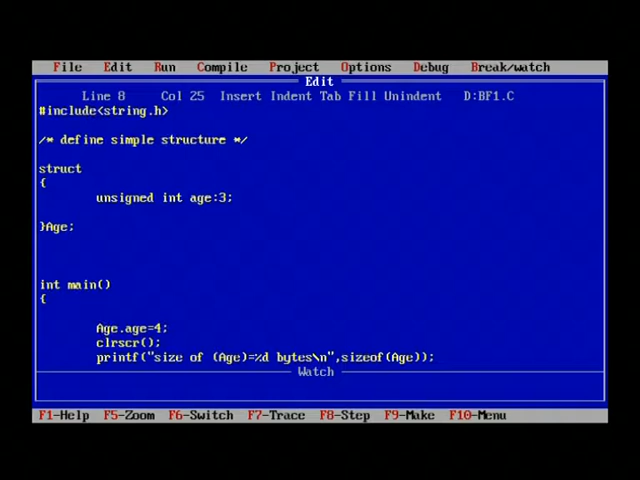 File Edit Run Compile Project Options Debug Break/watch
Edit
Line 8 Col 25 Insert Indent Tab Fill Unindent D:BF1.C
#include<string.h>
/* define simple structure */
struct
{
unsigned int age:3;
}Age;
int main()
{
Age.age=4;
clrscr();
printf("size of (Age)=%d bytes\n",sizeof(Age));
Watch
F1-Help F5-Zoom F6-Switch F7-Trace F8-Step F9-Make F10-Menu